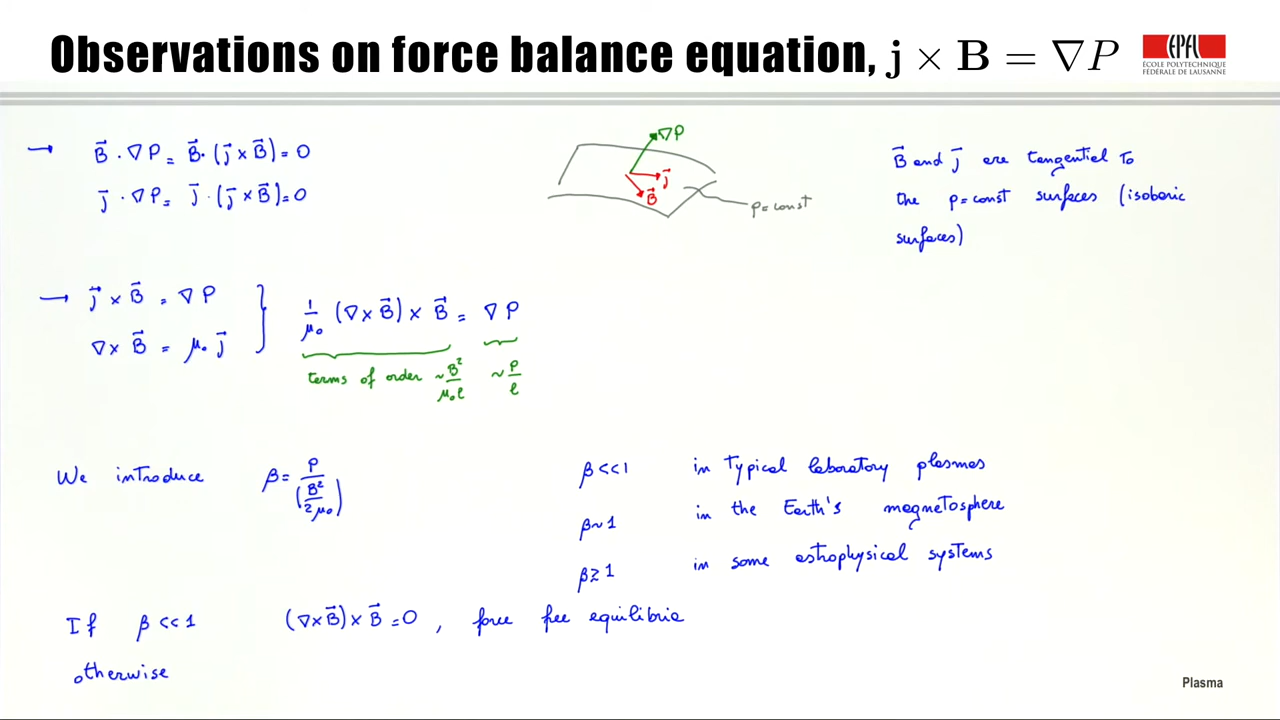 Observations on force balance equation, j × B = ∇P
EPFL
ÉCOLE POLYTECHNIQUE
FÉDÉRALE DE LAUSANNE
→ B⃗ · ∇P = B⃗ · (j⃗ × B⃗) = 0
j⃗ · ∇P = j⃗ · (j⃗ × B⃗) = 0
∇P
j⃗
B⃗
p = const
B⃗ and j⃗ are tangential to
the p = const surfaces (isobaric
surfaces)
→ j⃗ × B⃗ = ∇P
∇ × B⃗ = μ₀ j⃗
1/μ₀ (∇ × B⃗) × B⃗ = ∇P
terms of order ~ B²/μ₀l ~ P/l
We introduce β = P/(B²/2μ₀)
β << 1 in typical laboratory plasmas
β ~ 1 in the Earth's magnetosphere
β ≳ 1 in some astrophysical systems
If β << 1 (∇ × B⃗) × B⃗ = 0 , force free equilibria
otherwise
Plasma